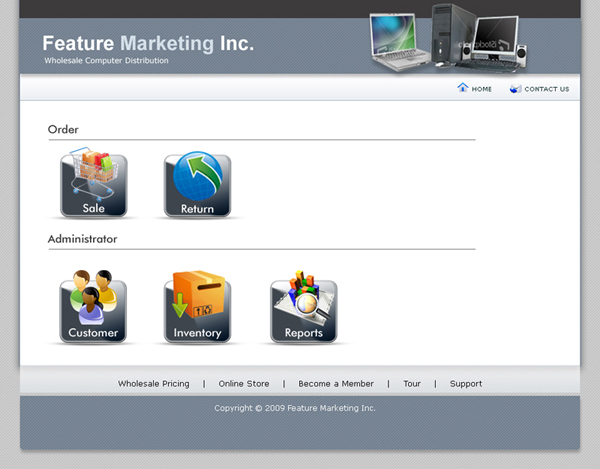 Feature Marketing Inc.
Wholesale Computer Distribution
HOME
CONTACT US
Order
Sale
Return
Administrator
Customer
Inventory
Reports
Wholesale Pricing | Online Store | Become a Member | Tour | Support
Copyright © 2009 Feature Marketing Inc.